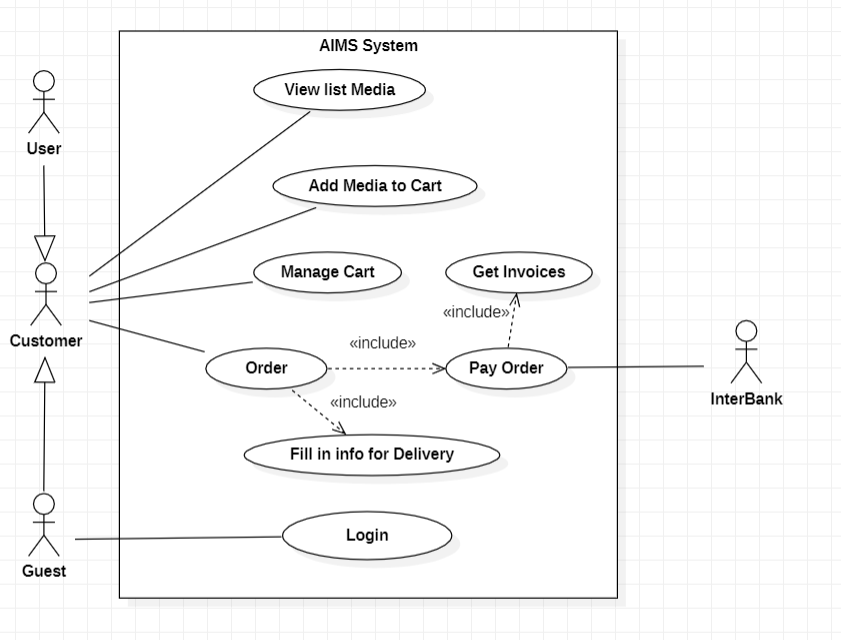 AIMS System
View list Media
User
Add Media to Cart
Manage Cart
Get Invoices
«include»
Customer
«include»
Order
Pay Order
InterBank
«include»
Fill in info for Delivery
Login
Guest